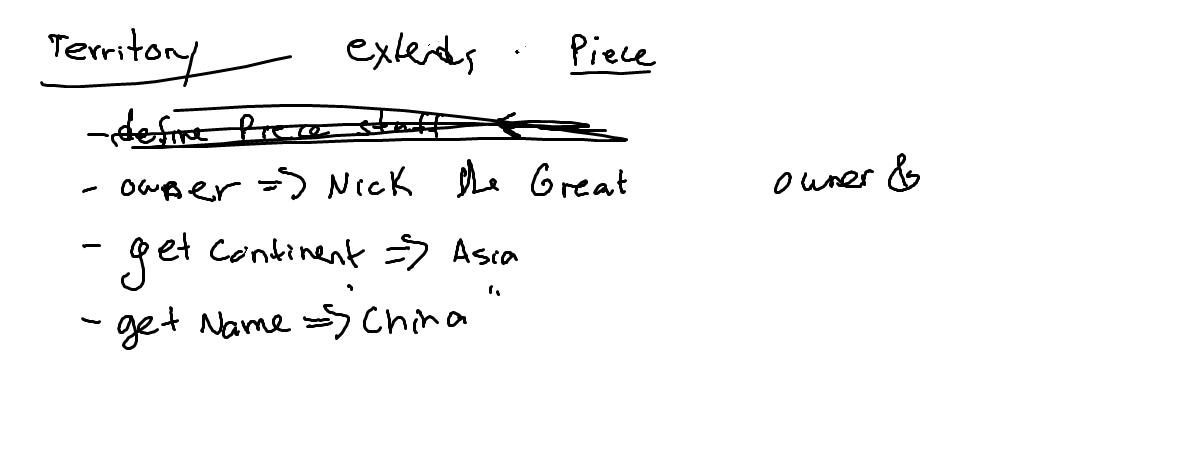 Territory extends Piece
- define Piece stuff
- owner => Nick the Great owner &
- get Continent => Asia
- get Name => "China"